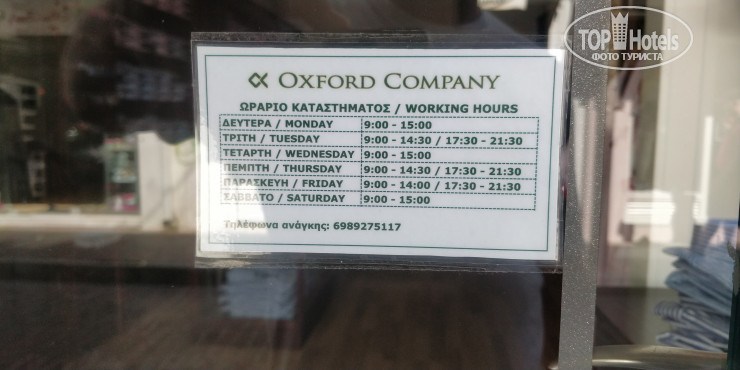 TOP Hotels
ФОТО ТУРИСТА
OXFORD COMPANY
ΩΡΑΡΙΟ ΚΑΤΑΣΤΗΜΑΤΟΣ / WORKING HOURS
ΔΕΥΤΕΡΑ / MONDAY 9:00 - 15:00
ΤΡΙΤΗ / TUESDAY 9:00 - 14:30 / 17:30 - 21:30
ΤΕΤΑΡΤΗ / WEDNESDAY 9:00 - 15:00
ΠΕΜΠΤΗ / THURSDAY 9:00 - 14:30 / 17:30 - 21:30
ΠΑΡΑΣΚΕΥΗ / FRIDAY 9:00 - 14:00 / 17:30 - 21:30
ΣΑΒΒΑΤΟ / SATURDAY 9:00 - 15:00
Τηλέφωνα ανάγκης: 6989275117